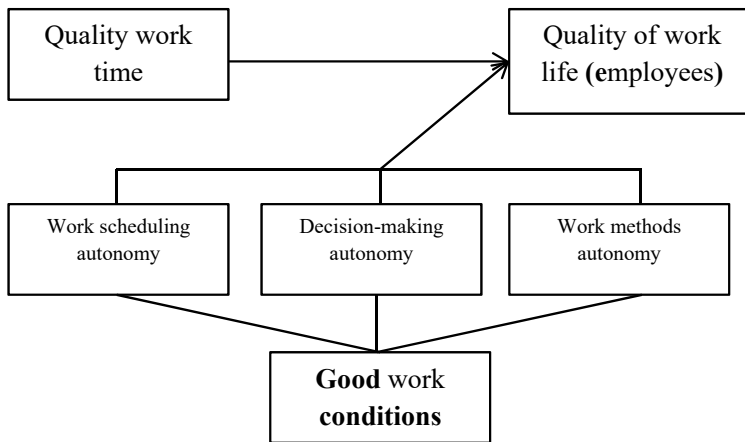 Quality work
time
Quality of work
life (employees)
Work scheduling
autonomy
Decision-making
autonomy
Work methods
autonomy
Good work
conditions